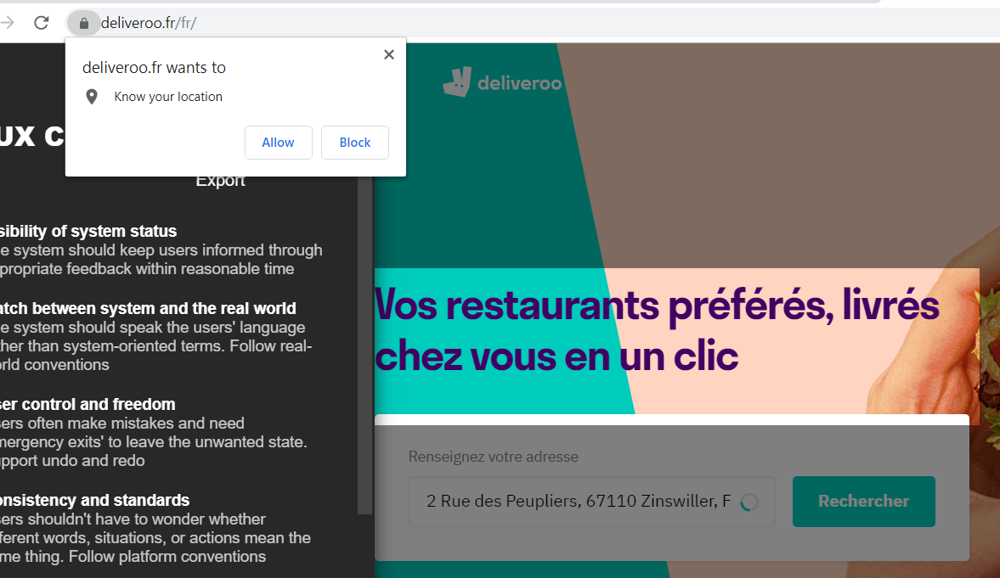 deliveroo.fr/fr/
deliveroo.fr wants to
Know your location
Allow
Block
UX C
Export
sibility of system status
e system should keep users informed through
propriate feedback within reasonable time
atch between system and the real world
e system should speak the users' language
ther than system-oriented terms. Follow real-
orld conventions
ser control and freedom
sers often make mistakes and need
mergency exits' to leave the unwanted state.
upport undo and redo
onsistency and standards
sers shouldn't have to wonder whether
fferent words, situations, or actions mean the
me thing. Follow platform conventions
deliveroo
Vos restaurants préférés, livrés
chez vous en un clic
Renseignez votre adresse
2 Rue des Peupliers, 67110 Zinswiller, F
Rechercher